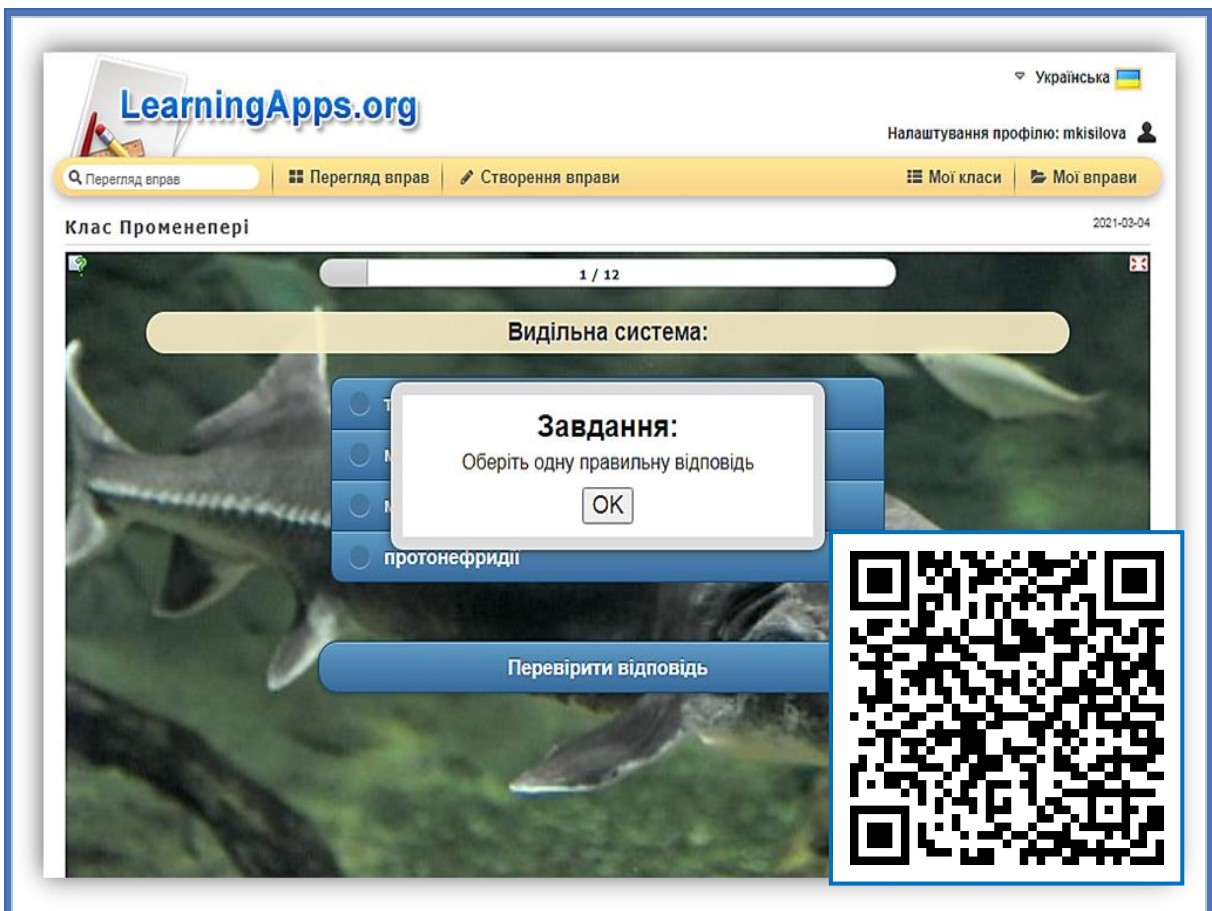 Українська
LearningApps.org
Налаштування профілю: mkisilova
Перегляд вправ
Перегляд вправ
Створення вправи
Мої класи
Мої вправи
Клас Променепері
2021-03-04
1 / 12
Видільна система:
Завдання:
Оберіть одну правильну відповідь
OK
протонефридії
Перевірити відповідь